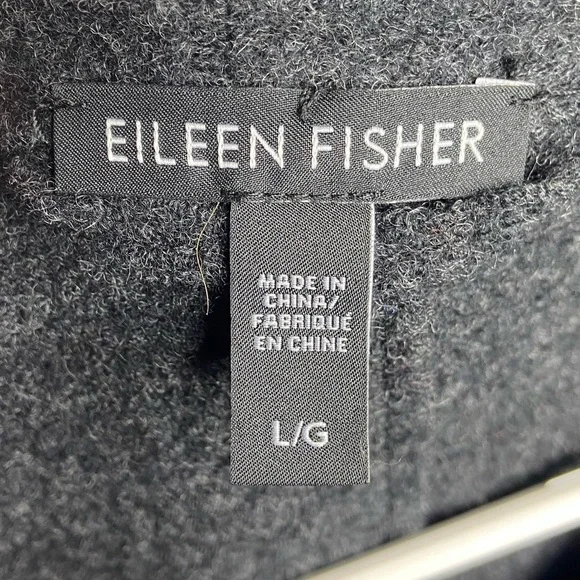 EILEEN FISHER
MADE IN
CHINA/
FABRIQUÉ
EN CHINE
L/G